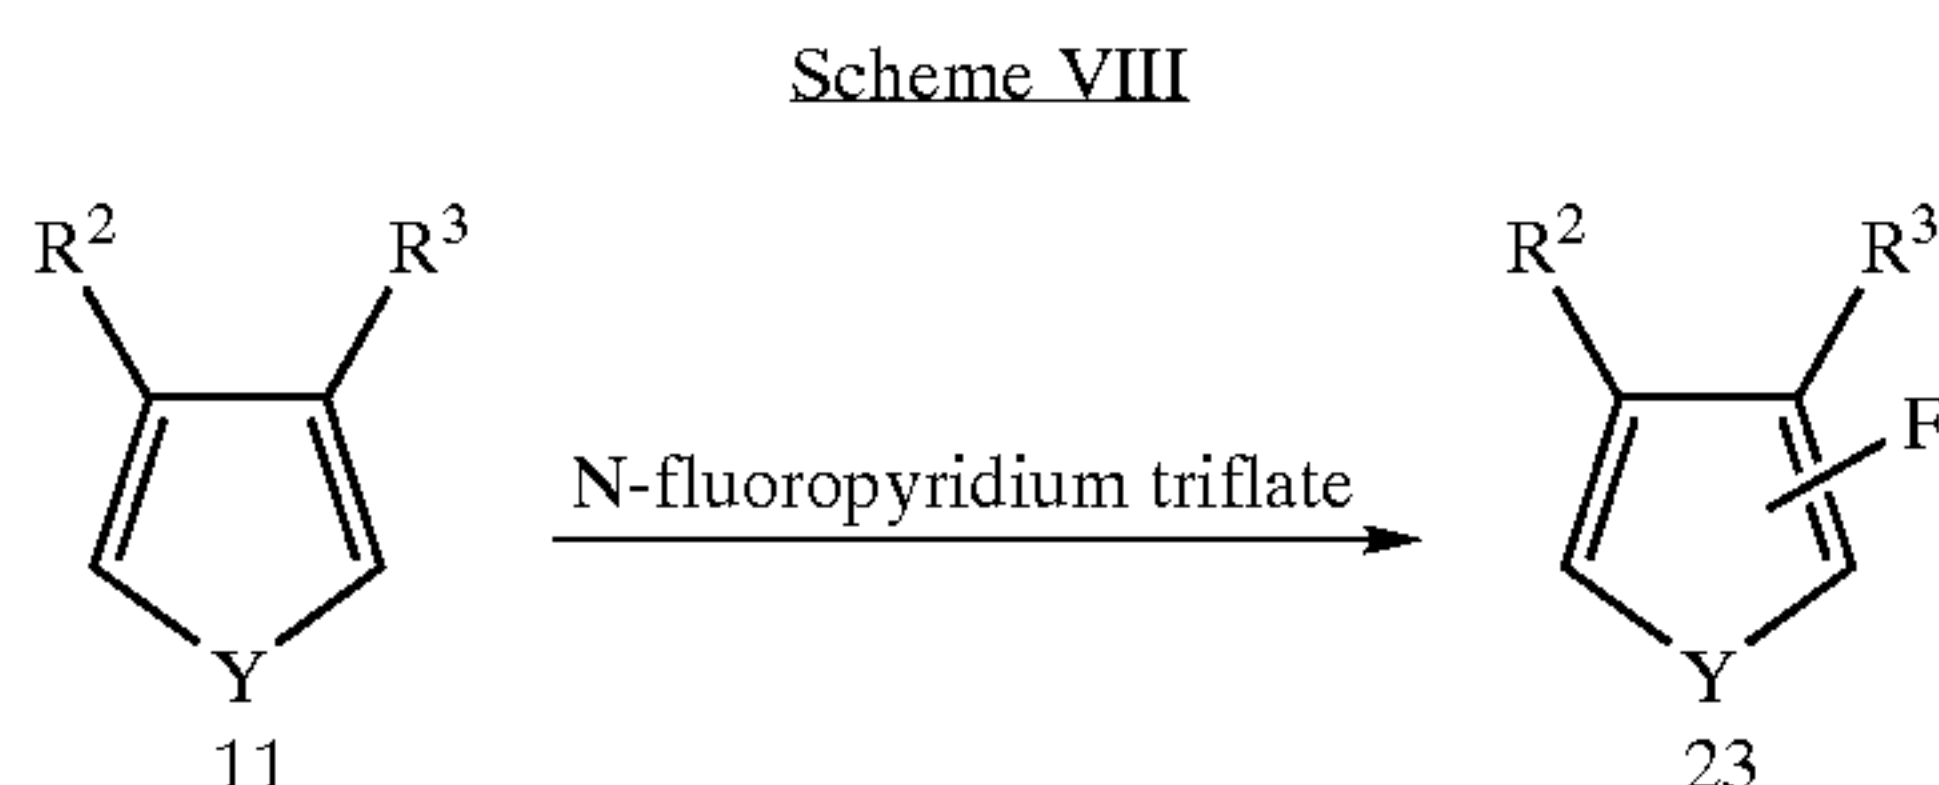 Scheme VIII
R² R³ R² R³
F
N-fluoropyridium triflate
Y Y
11 23